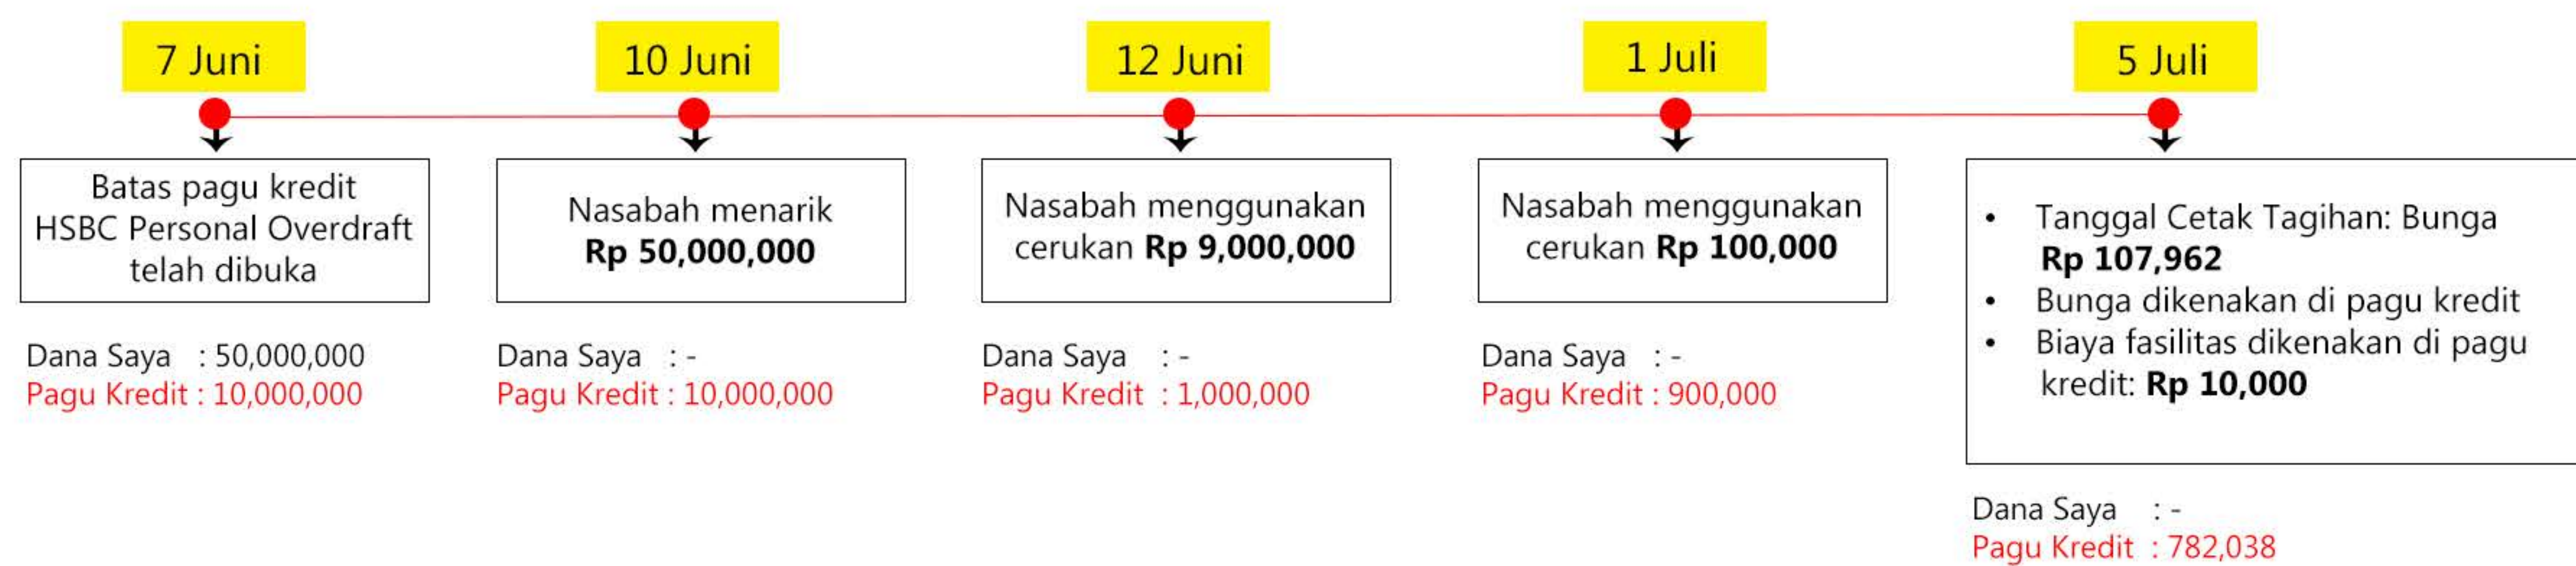 7 Juni
Batas pagu kredit
HSBC Personal Overdraft
telah dibuka
Dana Saya : 50,000,000
Pagu Kredit : 10,000,000
10 Juni
Nasabah menarik
Rp 50,000,000
Dana Saya : -
Pagu Kredit : 10,000,000
12 Juni
Nasabah menggunakan
cerukan Rp 9,000,000
Dana Saya : -
Pagu Kredit : 1,000,000
1 Juli
Nasabah menggunakan
cerukan Rp 100,000
Dana Saya : -
Pagu Kredit : 900,000
5 Juli
• Tanggal Cetak Tagihan: Bunga
Rp 107,962
• Bunga dikenakan di pagu kredit
• Biaya fasilitas dikenakan di pagu
kredit: Rp 10,000
Dana Saya : -
Pagu Kredit : 782,038